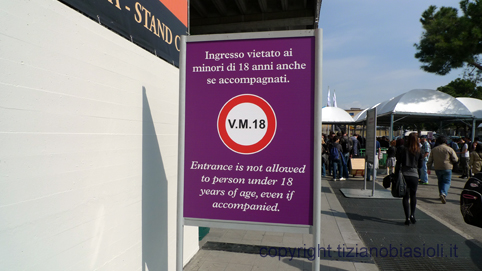 - STAND C
Ingresso vietato ai
minori di 18 anni anche
se accompagnati.
V.M.18
Entrance is not allowed
to person under 18
years of age, even if
accompanied.
copyright tizianobiasoli.it